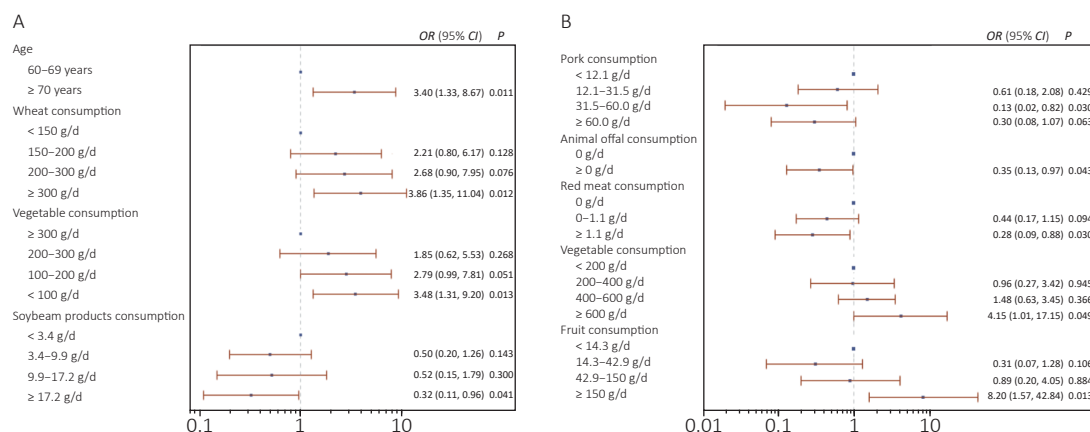 A
OR (95% CI) P
Age
60–69 years
≥ 70 years 3.40 (1.33, 8.67) 0.011
Wheat consumption
< 150 g/d
150–200 g/d 2.21 (0.80, 6.17) 0.128
200–300 g/d 2.68 (0.90, 7.95) 0.076
≥ 300 g/d 3.86 (1.35, 11.04) 0.012
Vegetable consumption
≥ 300 g/d
200–300 g/d 1.85 (0.62, 5.53) 0.268
100–200 g/d 2.79 (0.99, 7.81) 0.051
< 100 g/d 3.48 (1.31, 9.20) 0.013
Soybean products consumption
< 3.4 g/d
3.4–9.9 g/d 0.50 (0.20, 1.26) 0.143
9.9–17.2 g/d 0.52 (0.15, 1.79) 0.300
≥ 17.2 g/d 0.32 (0.11, 0.96) 0.041
0.1 1 10
B
OR (95% CI) P
Pork consumption
< 12.1 g/d
12.1–31.5 g/d 0.61 (0.18, 2.08) 0.429
31.5–60.0 g/d 0.13 (0.02, 0.82) 0.030
≥ 60.0 g/d 0.30 (0.08, 1.07) 0.063
Animal offal consumption
0 g/d
≥ 0 g/d 0.35 (0.13, 0.97) 0.043
Red meat consumption
0 g/d
0–1.1 g/d 0.44 (0.17, 1.15) 0.094
≥ 1.1 g/d 0.28 (0.09, 0.88) 0.030
Vegetable consumption
< 200 g/d
200–400 g/d 0.96 (0.27, 3.42) 0.945
400–600 g/d 1.48 (0.63, 3.45) 0.366
≥ 600 g/d 4.15 (1.01, 17.15) 0.049
Fruit consumption
< 14.3 g/d
14.3–42.9 g/d 0.31 (0.07, 1.28) 0.106
42.9–150 g/d 0.89 (0.20, 4.05) 0.884
≥ 150 g/d 8.20 (1.57, 42.84) 0.013
0.01 0.1 1 10